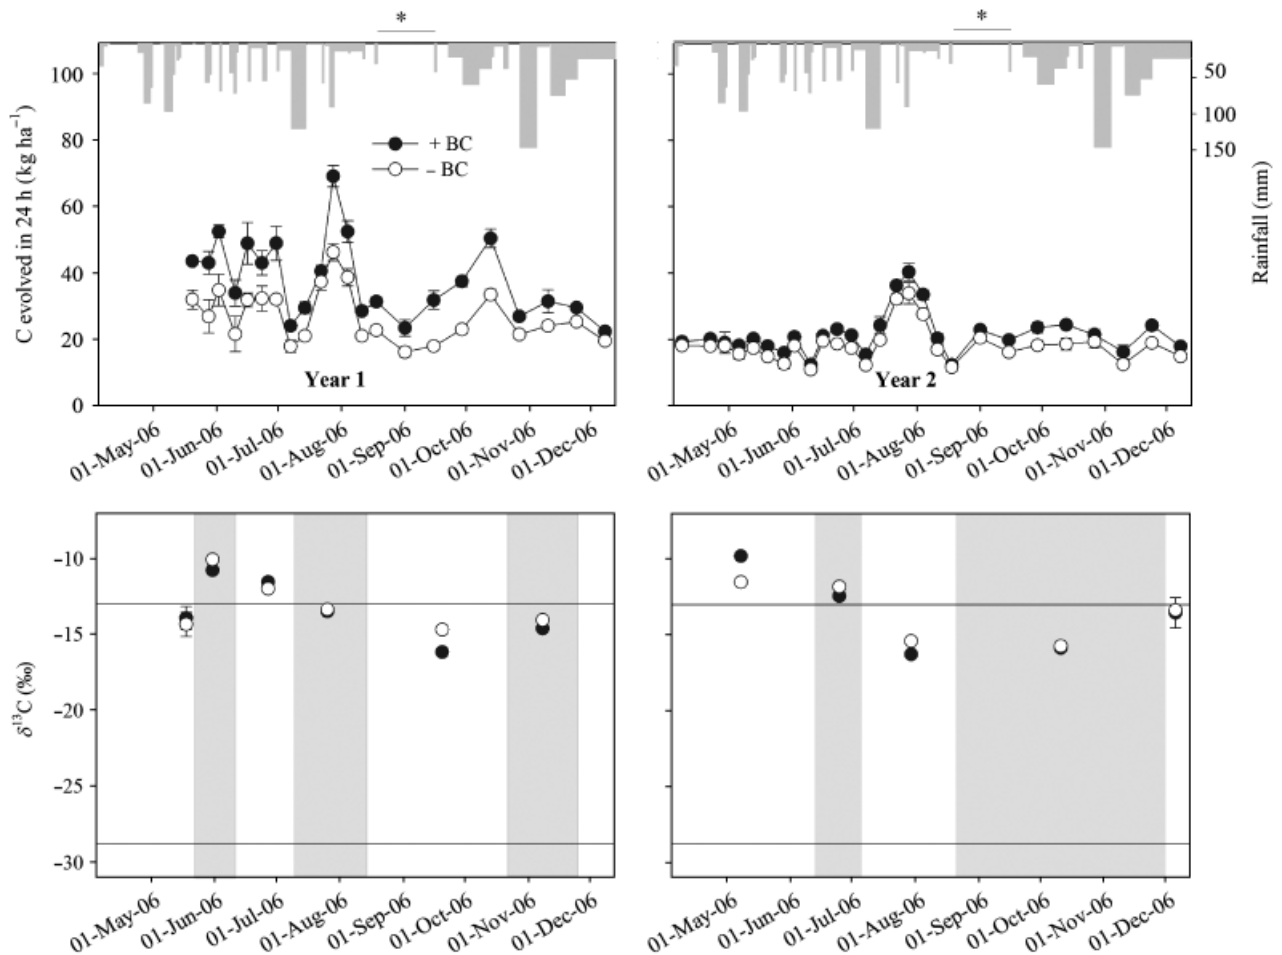 *
*
100
80
60
40
20
0
C evolved in 24 h (kg ha⁻¹)
+ BC
– BC
Year 1
Year 2
50
100
150
Rainfall (mm)
01-May-06
01-Jun-06
01-Jul-06
01-Aug-06
01-Sep-06
01-Oct-06
01-Nov-06
01-Dec-06
01-May-06
01-Jun-06
01-Jul-06
01-Aug-06
01-Sep-06
01-Oct-06
01-Nov-06
01-Dec-06
−10
−15
−20
−25
−30
δ¹³C (‰)
01-May-06
01-Jun-06
01-Jul-06
01-Aug-06
01-Sep-06
01-Oct-06
01-Nov-06
01-Dec-06
01-May-06
01-Jun-06
01-Jul-06
01-Aug-06
01-Sep-06
01-Oct-06
01-Nov-06
01-Dec-06